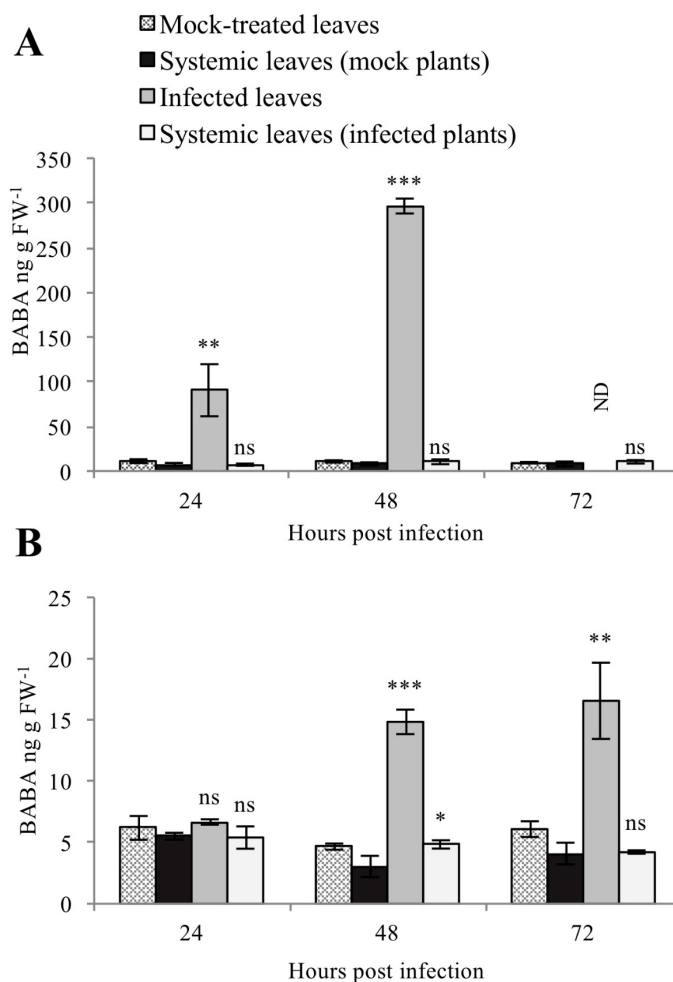 A
Mock-treated leaves
Systemic leaves (mock plants)
Infected leaves
Systemic leaves (infected plants)
BABA ng g FW-1
350
300
250
200
150
100
50
0
**
ns
***
ns
ND
ns
24
48
72
Hours post infection
B
BABA ng g FW-1
25
20
15
10
5
0
ns
ns
***
*
**
ns
24
48
72
Hours post infection